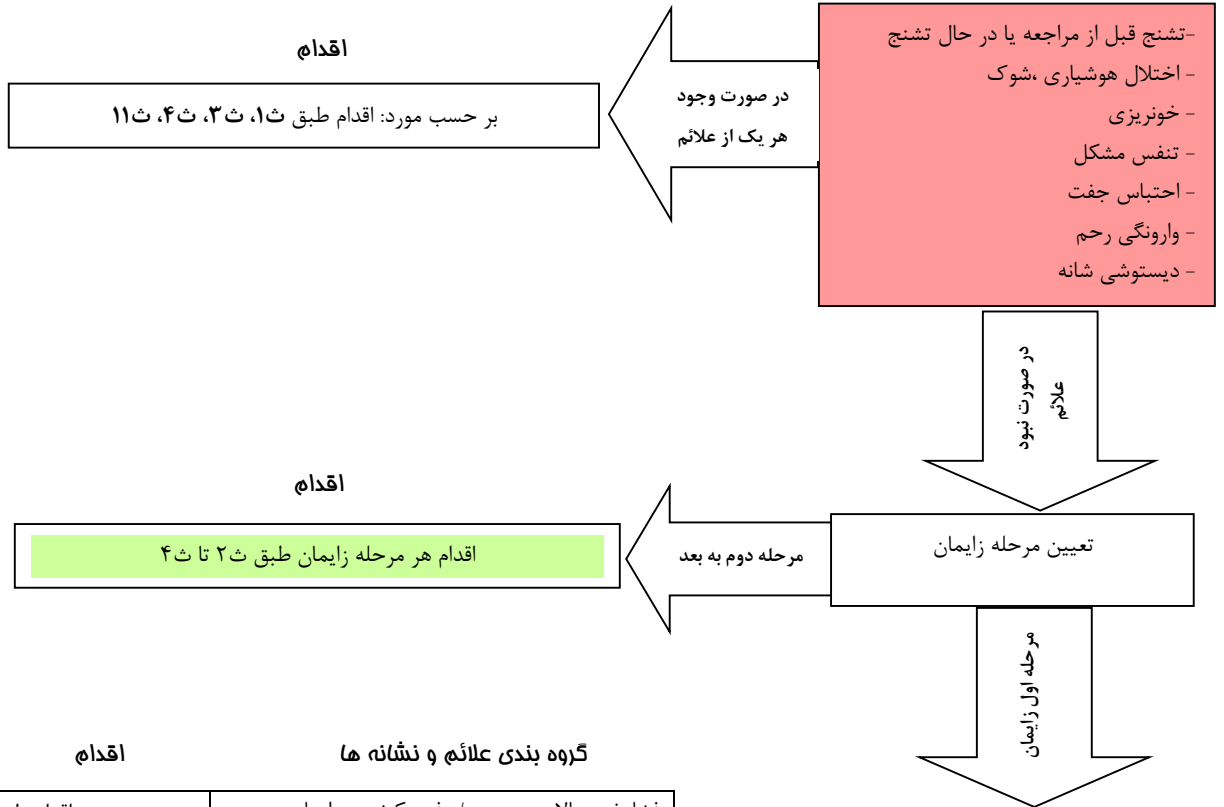 -تشنج قبل از مراجعه یا در حال تشنج
- اختلال هوشیاری ،شوک
- خونریزی
- تنفس مشکل
- احتباس جفت
- وارونگی رحم
- دیستوشی شانه
در صورت وجود
هر یک از علائم
اقدام
بر حسب مورد: اقدام طبق ث۱، ث۳، ث۴، ث۱۱
در صورت نبود
علائم
تعیین مرحله زایمان
مرحله دوم به بعد
اقدام
اقدام هر مرحله زایمان طبق ث۲ تا ث۴
مرحله اول زایمان
گروه بندی علائم و نشانه ها
اقدام